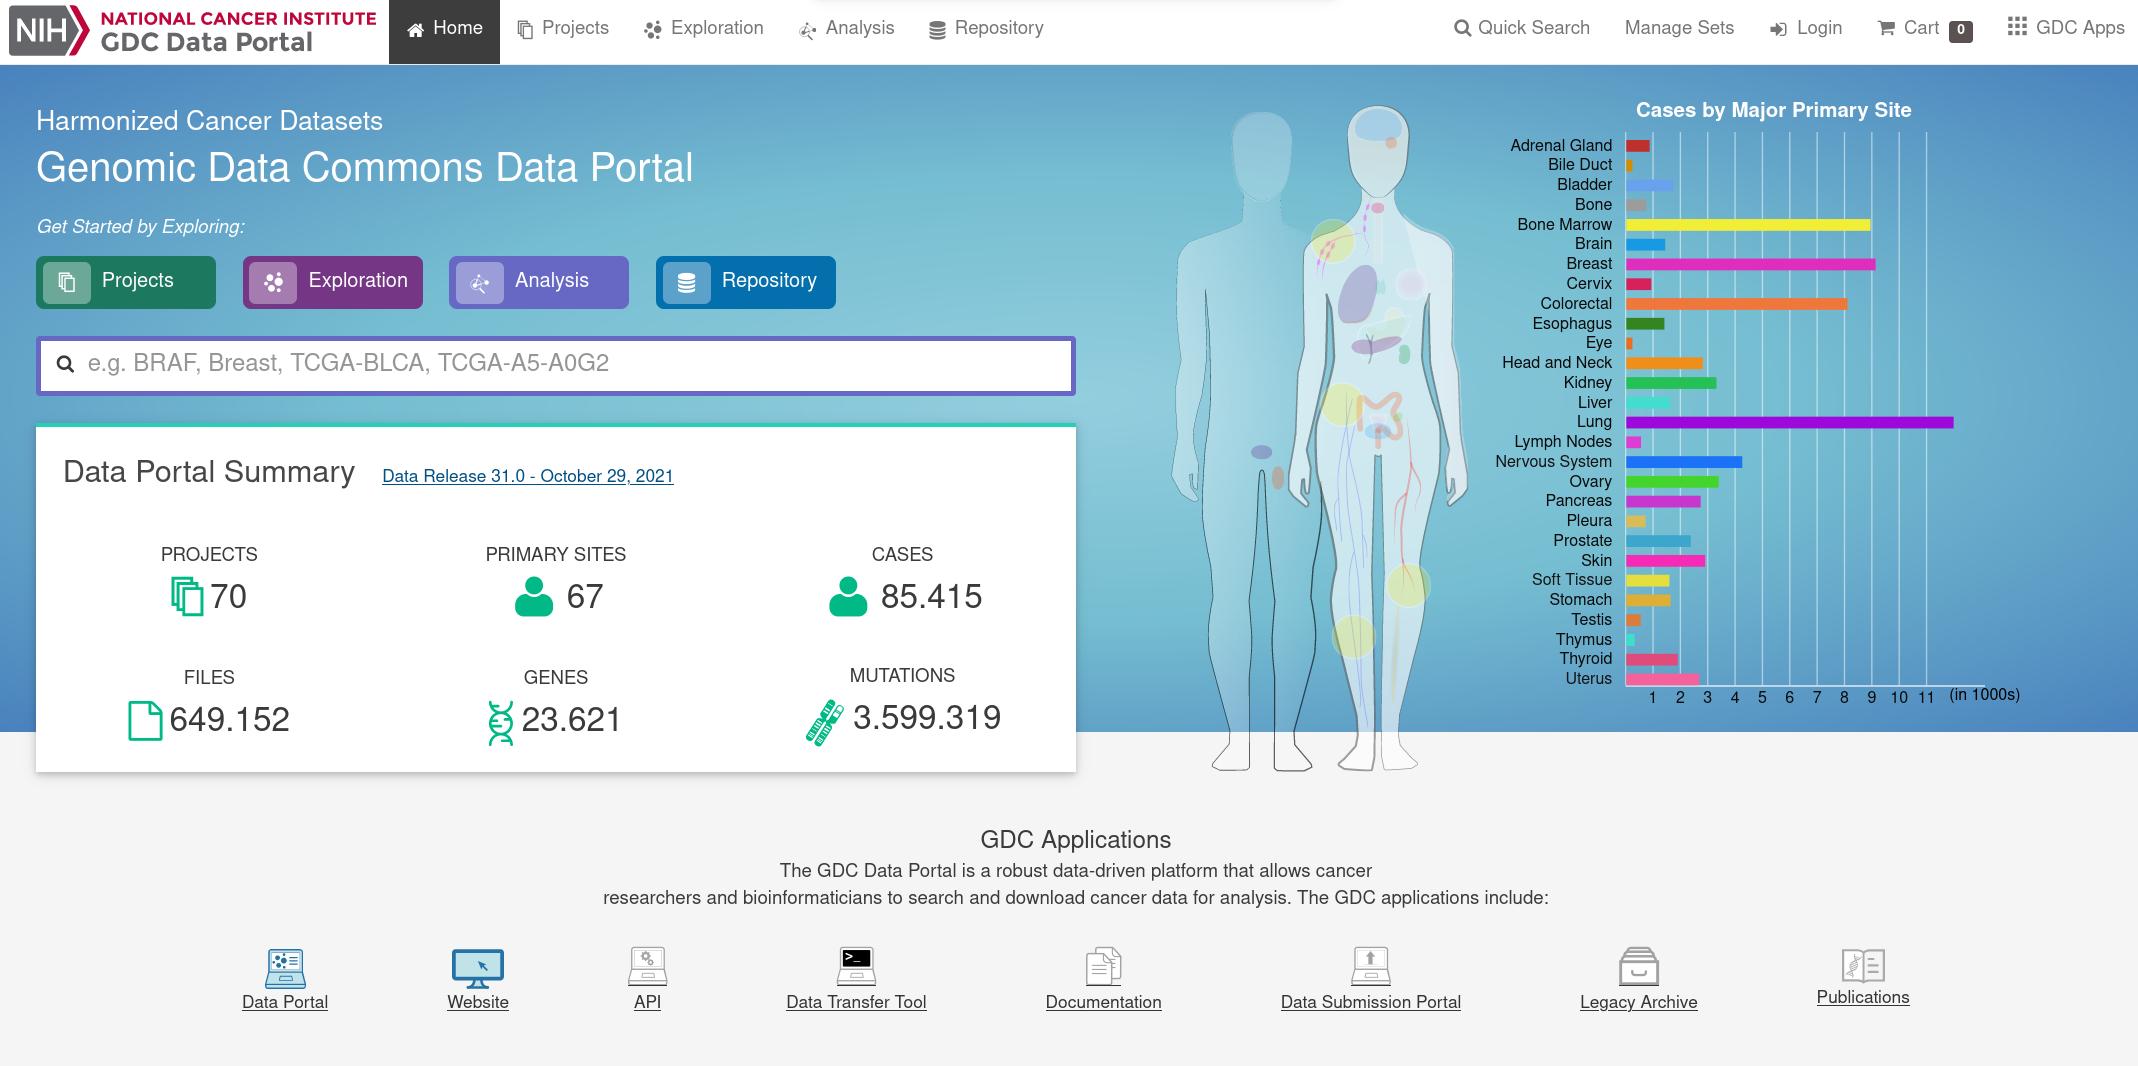 NIH NATIONAL CANCER INSTITUTE
GDC Data Portal
Home
Projects
Exploration
Analysis
Repository
Quick Search
Manage Sets
Login
Cart 0
GDC Apps
Harmonized Cancer Datasets
Genomic Data Commons Data Portal
Get Started by Exploring:
Projects
Exploration
Analysis
Repository
e.g. BRAF, Breast, TCGA-BLCA, TCGA-A5-A0G2
Data Portal Summary
Data Release 31.0 - October 29, 2021
PROJECTS
70
PRIMARY SITES
67
CASES
85.415
FILES
649.152
GENES
23.621
MUTATIONS
3.599.319
Cases by Major Primary Site
Adrenal Gland
Bile Duct
Bladder
Bone
Bone Marrow
Brain
Breast
Cervix
Colorectal
Esophagus
Eye
Head and Neck
Kidney
Liver
Lung
Lymph Nodes
Nervous System
Ovary
Pancreas
Pleura
Prostate
Skin
Soft Tissue
Stomach
Testis
Thymus
Thyroid
Uterus
1 2 3 4 5 6 7 8 9 10 11 (in 1000s)
GDC Applications
The GDC Data Portal is a robust data-driven platform that allows cancer
researchers and bioinformaticians to search and download cancer data for analysis. The GDC applications include:
>_
Data Portal
Website
API
Data Transfer Tool
Documentation
Data Submission Portal
Legacy Archive
Publications